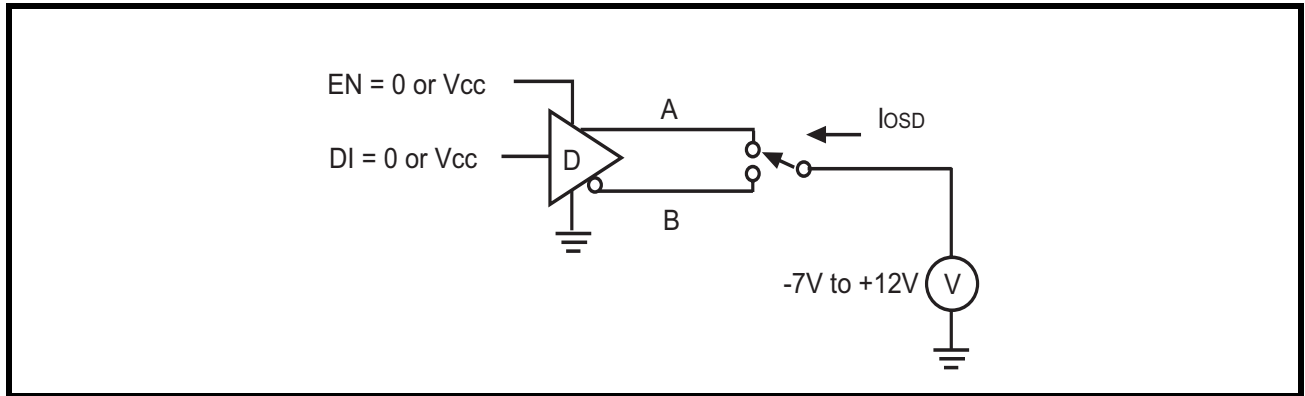 EN = 0 or Vcc
A
IOSD
DI = 0 or Vcc
D
B
-7V to +12V
V